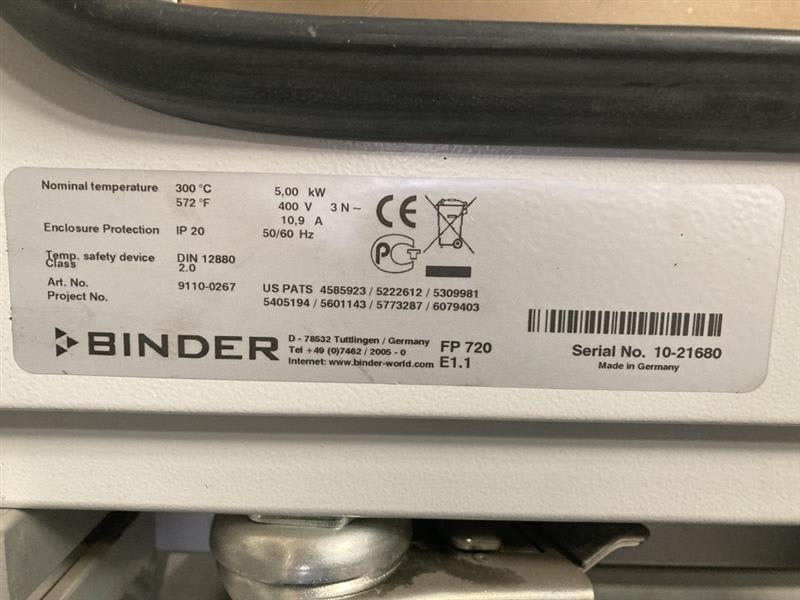 Nominal temperature 300 °C 5,00 kW
572 °F 400 V 3 N ~
10,9 A
Enclosure Protection IP 20 50/60 Hz
Temp. safety device DIN 12880
Class 2.0
Art. No. 9110-0267 US PATS 4585923 / 5222612 / 5309981
Project No. 5405194 / 5601143 / 5773287 / 6079403
CE
PCT
BINDER
D - 78532 Tuttlingen / Germany
Tel +49 (0)7462 / 2005 - 0
Internet: www.binder-world.com
FP 720
E1.1
Serial No. 10-21680
Made in Germany